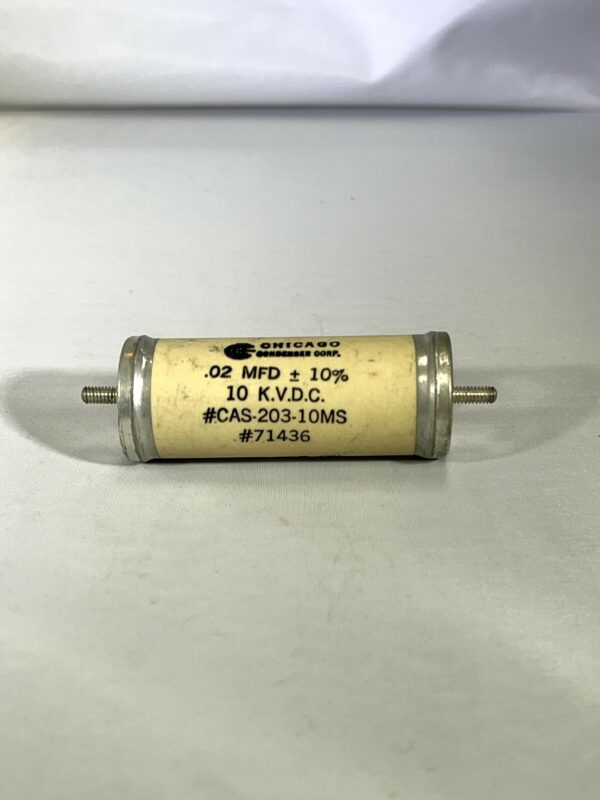 CHICAGO
CONDENSER CORP.
.02 MFD ± 10%
10 K.V.D.C.
#CAS-203-10MS
#71436